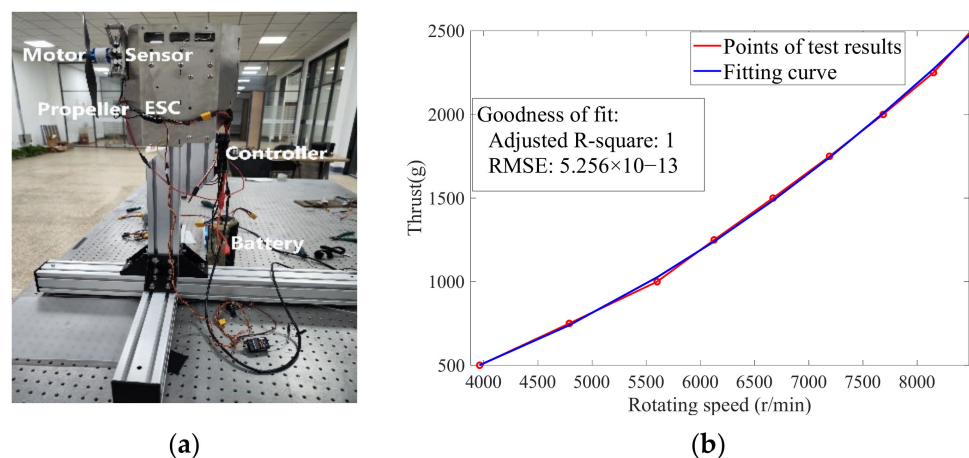 Motor Sensor
Propeller ESC
Controller
Battery
(a)
2500
2000
1500
1000
500
Thrust(g)
Points of test results
Fitting curve
Goodness of fit:
Adjusted R-square: 1
RMSE: 5.256×10−13
4000 4500 5000 5500 6000 6500 7000 7500 8000
Rotating speed (r/min)
(b)